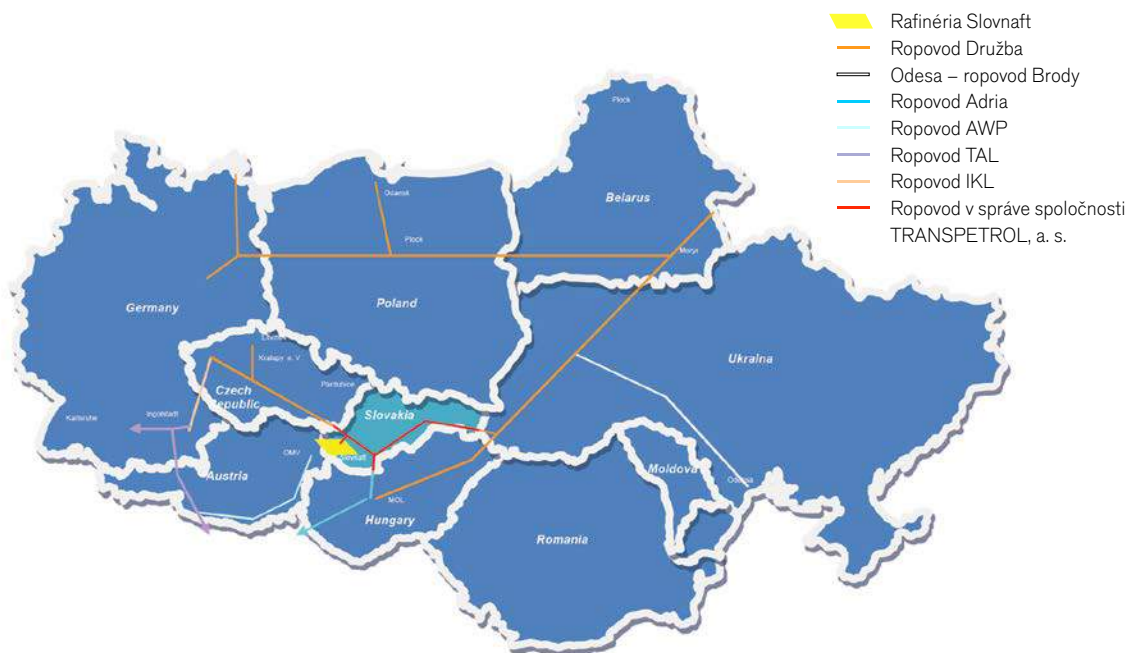 Rafinéria Slovnaft
Ropovod Družba
Odesa – ropovod Brody
Ropovod Adria
Ropovod AWP
Ropovod TAL
Ropovod IKL
Ropovod v správe spoločnosti
TRANSPETROL, a. s.
Plock
Belarus
Gdansk
Plock
Mozyr
Germany
Poland
Ukraine
Kralupy n. V
Pardubice
Czech
Republic
Slovakia
Karlsruhe
Ingolstadt
OMV
Slovnaft
Austria
Moldova
Odessa
MOL
Hungary
Romania